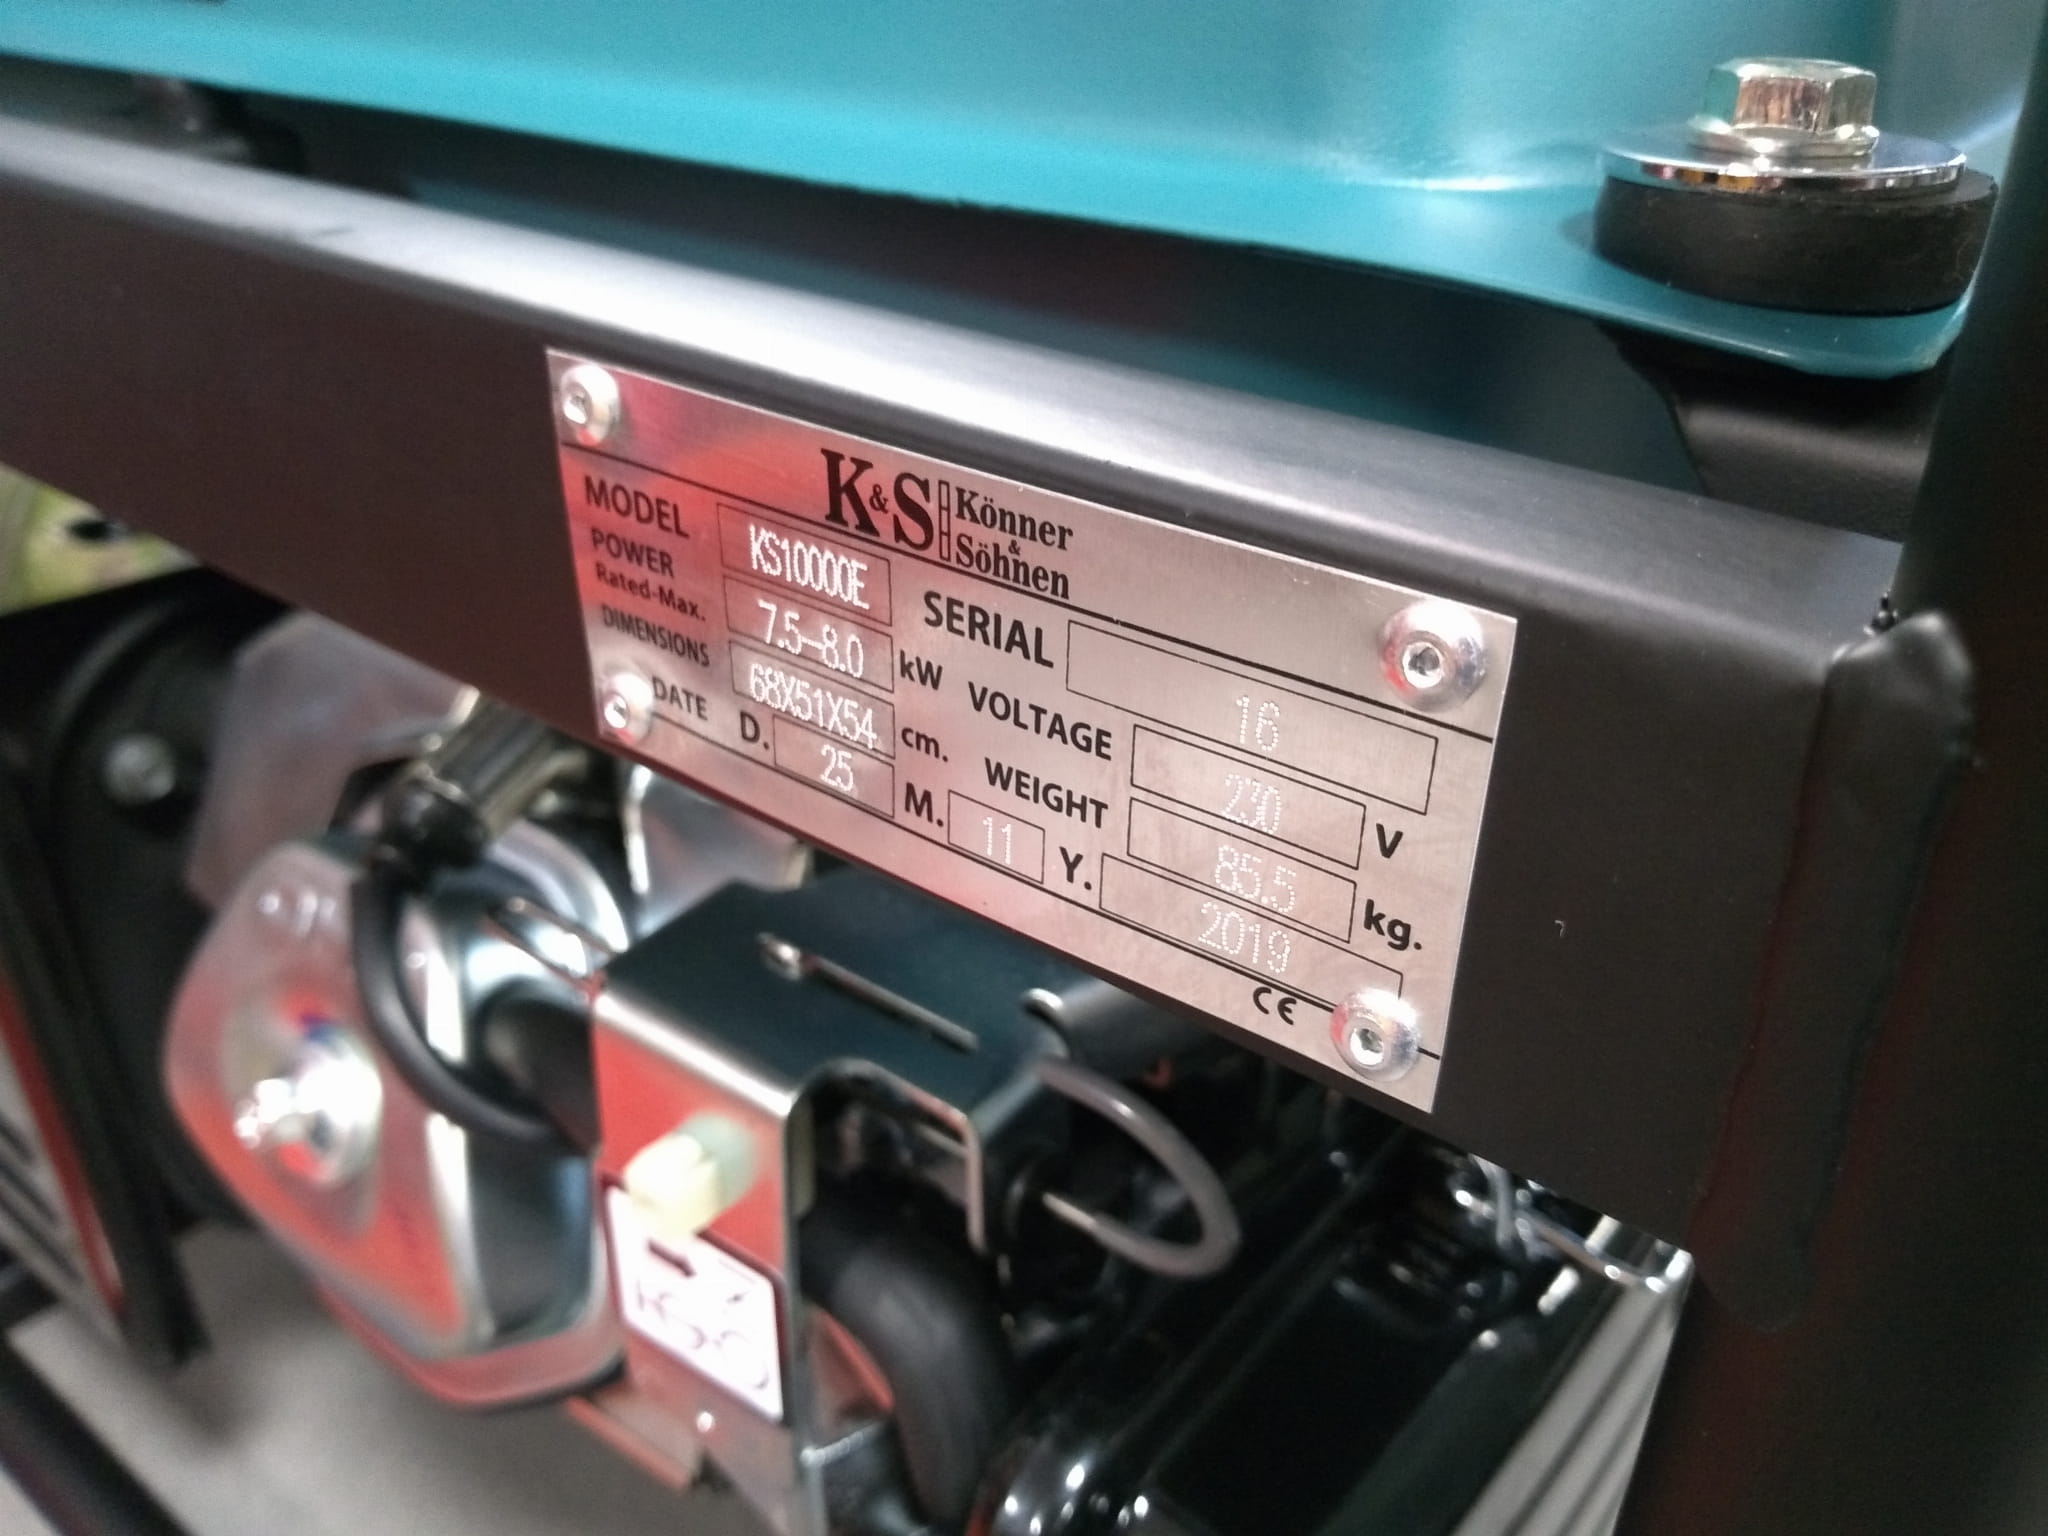 K&S Könner & Söhnen
MODEL KS10000E SERIAL 16
POWER Rated-Max. 7.5-8.0 kW VOLTAGE 230 V
DIMENSIONS 68X51X54 cm. WEIGHT 85.5 kg.
DATE D. 25 M. 11 Y. 2019
CE